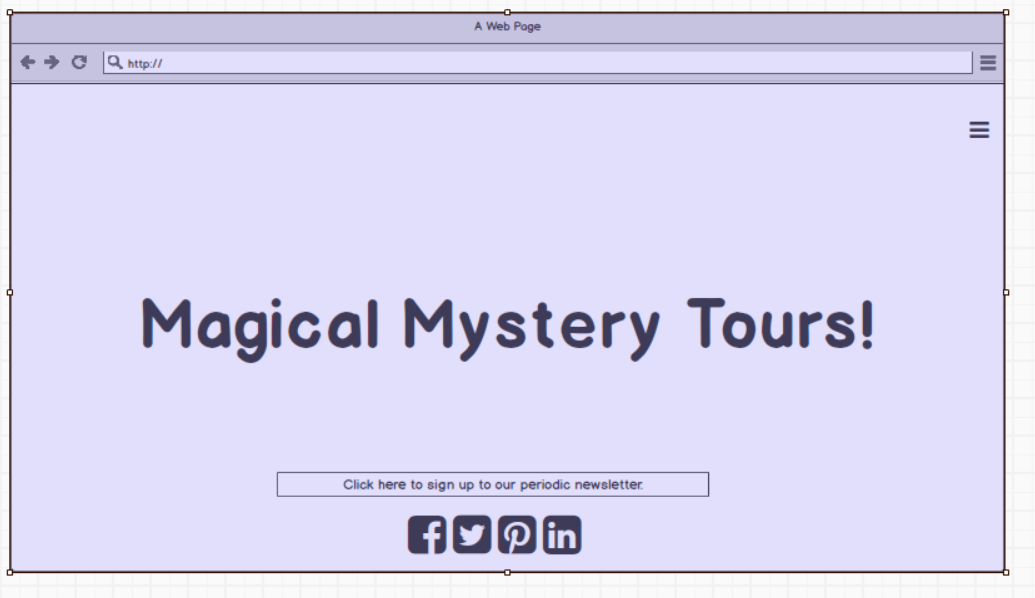 A Web Page
http://
Magical Mystery Tours!
Click here to sign up to our periodic newsletter.